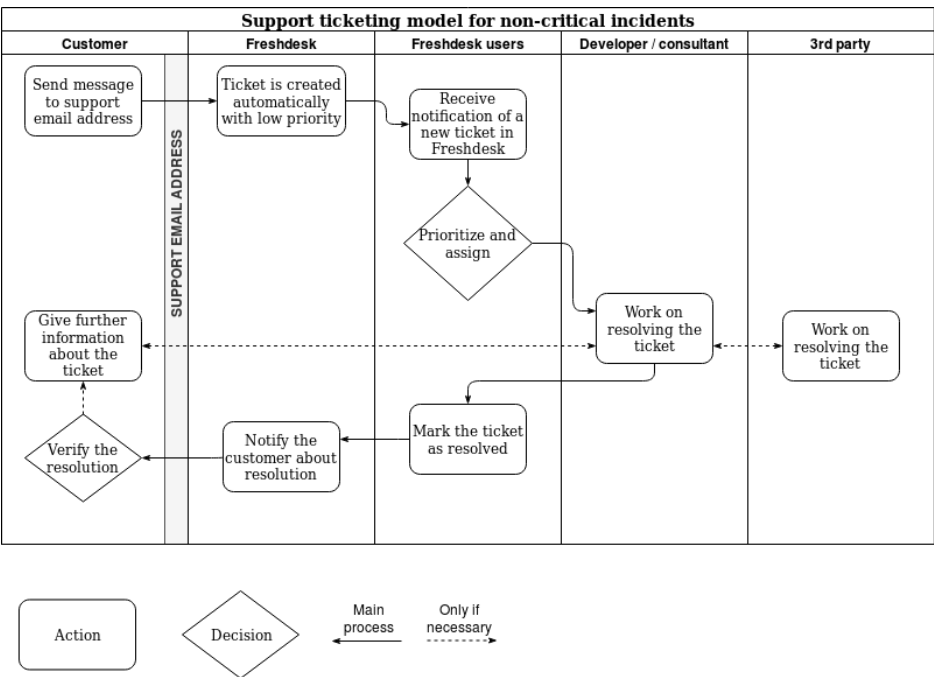 Support ticketing model for non-critical incidents
Customer
Freshdesk
Freshdesk users
Developer / consultant
3rd party
SUPPORT EMAIL ADDRESS
Send message
to support
email address
Ticket is created
automatically
with low priority
Receive
notification of a
new ticket in
Freshdesk
Prioritize and
assign
Work on
resolving the
ticket
Work on
resolving the
ticket
Give further
information
about the
ticket
Mark the ticket
as resolved
Notify the
customer about
resolution
Verify the
resolution
Action
Decision
Main
process
Only if
necessary